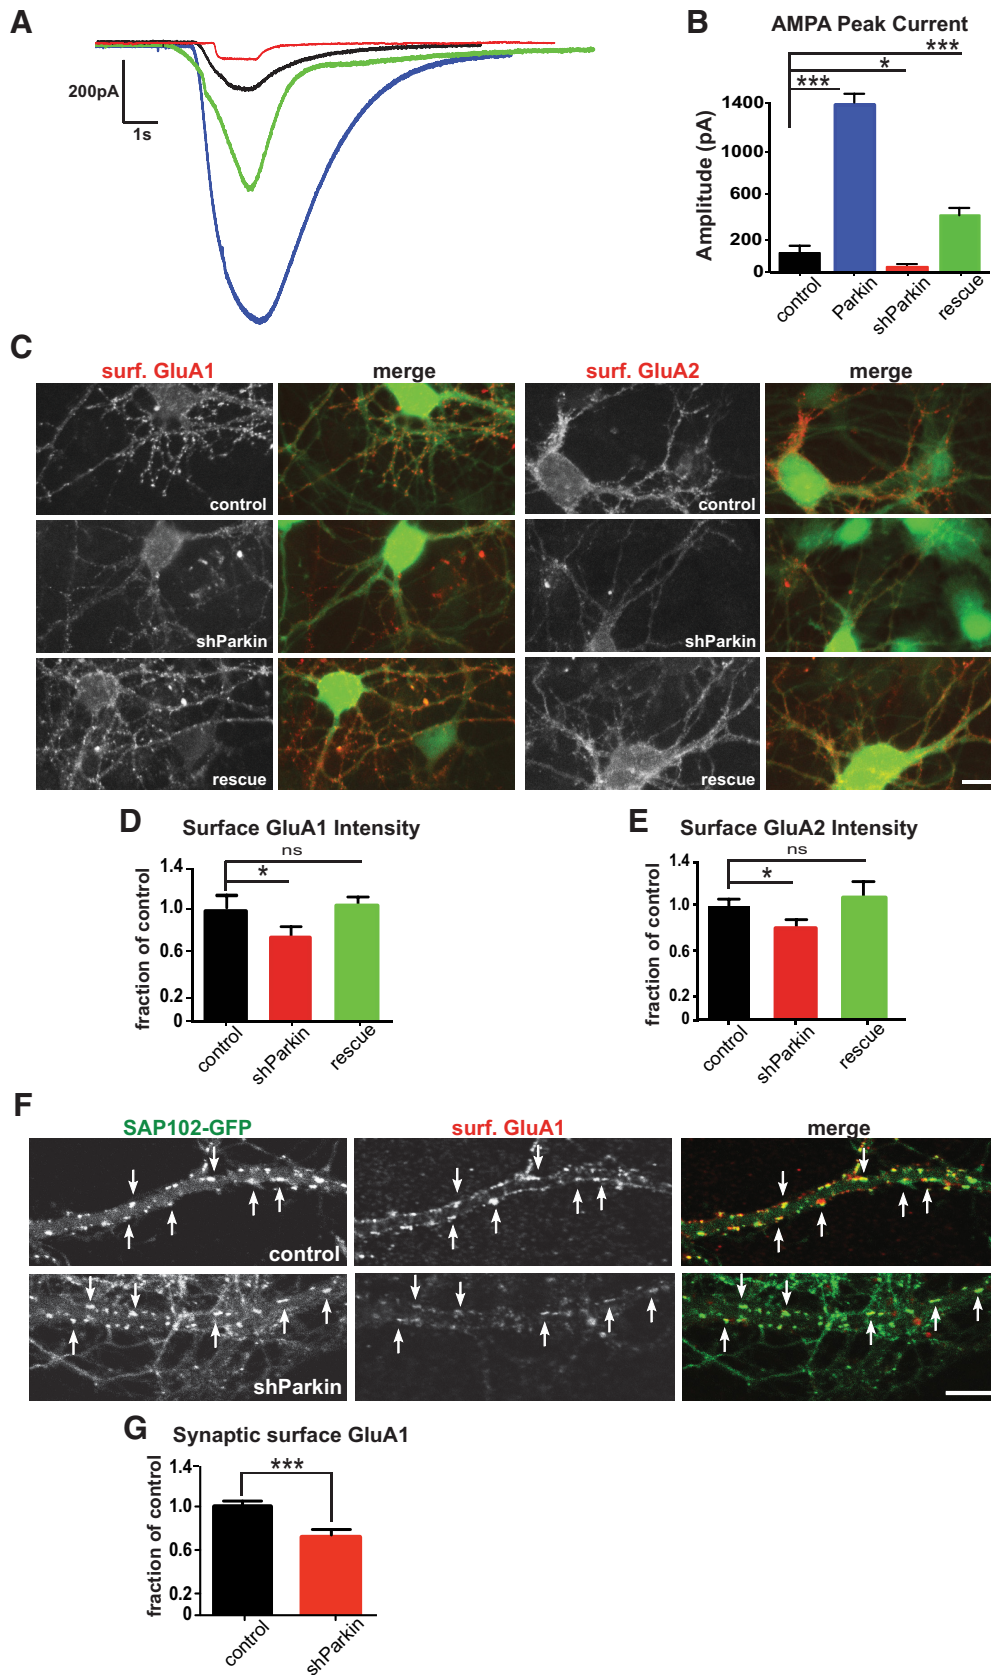 A
200pA
1s
B
AMPA Peak Current
***
*
***
Amplitude (pA)
1400
1000
600
200
0
control
Parkin
shParkin
rescue
C
surf. GluA1
merge
surf. GluA2
merge
control
control
shParkin
shParkin
rescue
rescue
D
Surface GluA1 Intensity
ns
*
fraction of control
1.4
1.0
0.6
0.2
0
control
shParkin
rescue
E
Surface GluA2 Intensity
ns
*
fraction of control
1.4
1.0
0.6
0.2
0
control
shParkin
rescue
F
SAP102-GFP
surf. GluA1
merge
control
shParkin
G
Synaptic surface GluA1
***
fraction of control
1.4
1.0
0.6
0.2
0
control
shParkin